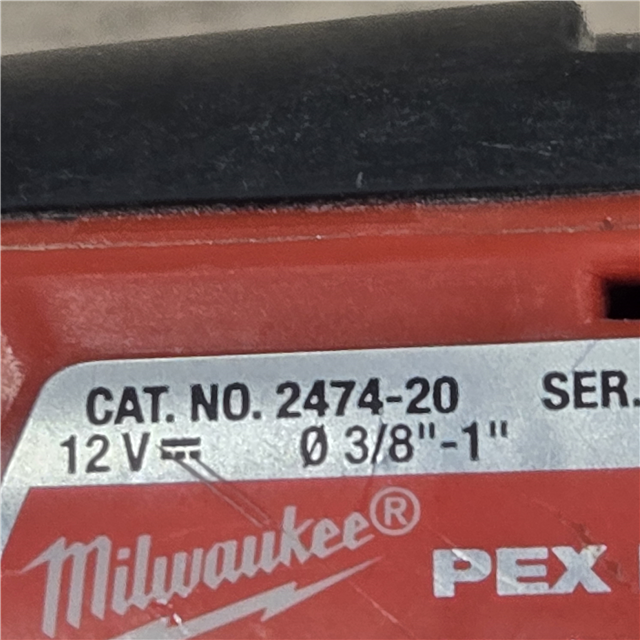 CAT. NO. 2474-20 SER.
12 V ⎓ Ø 3/8"-1"
Milwaukee®
PEX